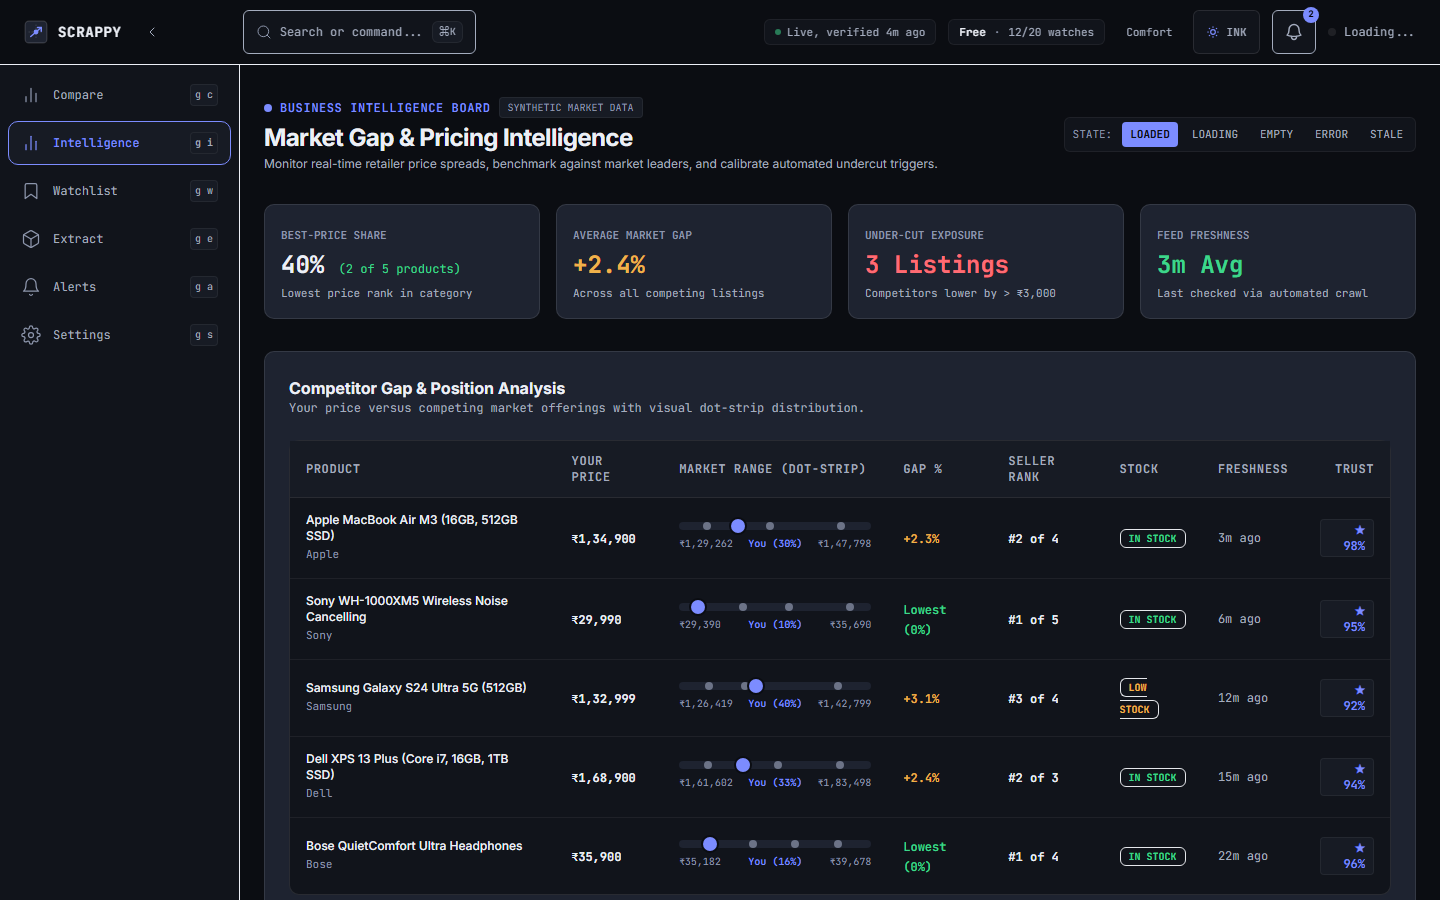 SCRAPPY
Search or command... ⌘K
Live, verified 4m ago
Free · 12/20 watches
Comfort
INK
2
Loading...
Compare g c
Intelligence g i
Watchlist g w
Extract g e
Alerts g a
Settings g s
BUSINESS INTELLIGENCE BOARD SYNTHETIC MARKET DATA
Market Gap & Pricing Intelligence
Monitor real-time retailer price spreads, benchmark against market leaders, and calibrate automated undercut triggers.
STATE: LOADED LOADING EMPTY ERROR STALE
BEST-PRICE SHARE
40% (2 of 5 products)
Lowest price rank in category
AVERAGE MARKET GAP
+2.4%
Across all competing listings
UNDER-CUT EXPOSURE
3 Listings
Competitors lower by > ₹3,000
FEED FRESHNESS
3m Avg
Last checked via automated crawl
Competitor Gap & Position Analysis
Your price versus competing market offerings with visual dot-strip distribution.
PRODUCT YOUR PRICE MARKET RANGE (DOT-STRIP) GAP % SELLER RANK STOCK FRESHNESS TRUST
Apple MacBook Air M3 (16GB, 512GB
SSD)
Apple
₹1,34,900
₹1,29,262 You (30%) ₹1,47,798
+2.3%
#2 of 4
IN STOCK
3m ago
★
98%
Sony WH-1000XM5 Wireless Noise
Cancelling
Sony
₹29,990
₹29,390 You (10%) ₹35,690
Lowest
(0%)
#1 of 5
IN STOCK
6m ago
★
95%
Samsung Galaxy S24 Ultra 5G (512GB)
Samsung
₹1,32,999
₹1,26,419 You (40%) ₹1,42,799
+3.1%
#3 of 4
LOW
STOCK
12m ago
★
92%
Dell XPS 13 Plus (Core i7, 16GB, 1TB
SSD)
Dell
₹1,68,900
₹1,61,602 You (33%) ₹1,83,498
+2.4%
#2 of 3
IN STOCK
15m ago
★
94%
Bose QuietComfort Ultra Headphones
Bose
₹35,900
₹35,182 You (16%) ₹39,678
Lowest
(0%)
#1 of 4
IN STOCK
22m ago
★
96%